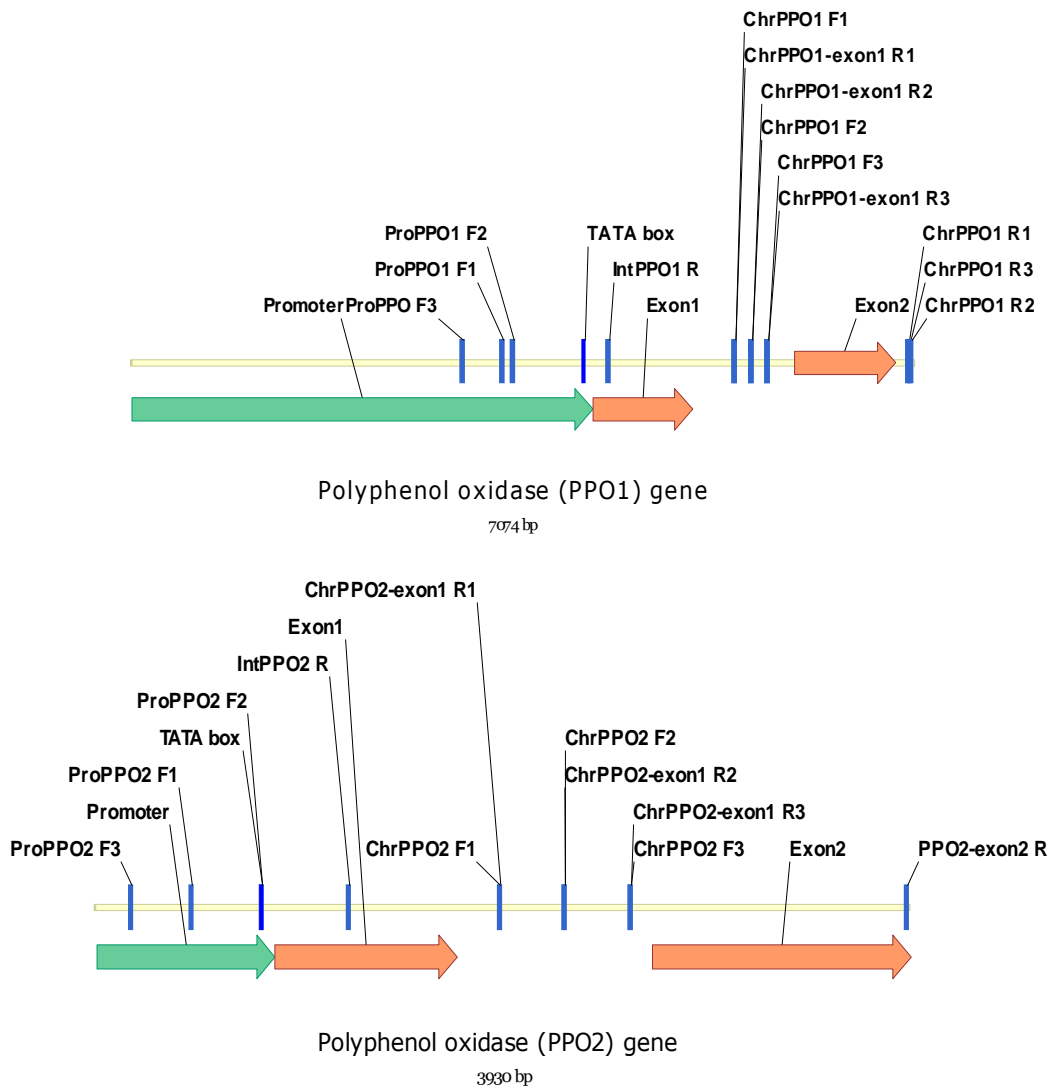 ChrPPO1 F1
ChrPPO1-exon1 R1
ChrPPO1-exon1 R2
ChrPPO1 F2
ChrPPO1 F3
ChrPPO1-exon1 R3
ProPPO1 F2
TATA box
ChrPPO1 R1
ProPPO1 F1
IntPPO1 R
ChrPPO1 R3
PromoterProPPO F3
Exon1
Exon2
ChrPPO1 R2
Polyphenol oxidase (PPO1) gene
7074 bp
ChrPPO2-exon1 R1
Exon1
IntPPO2 R
ProPPO2 F2
TATA box
ChrPPO2 F2
ProPPO2 F1
ChrPPO2-exon1 R2
Promoter
ChrPPO2-exon1 R3
ProPPO2 F3
ChrPPO2 F1
ChrPPO2 F3
Exon2
PPO2-exon2 R
Polyphenol oxidase (PPO2) gene
3930 bp